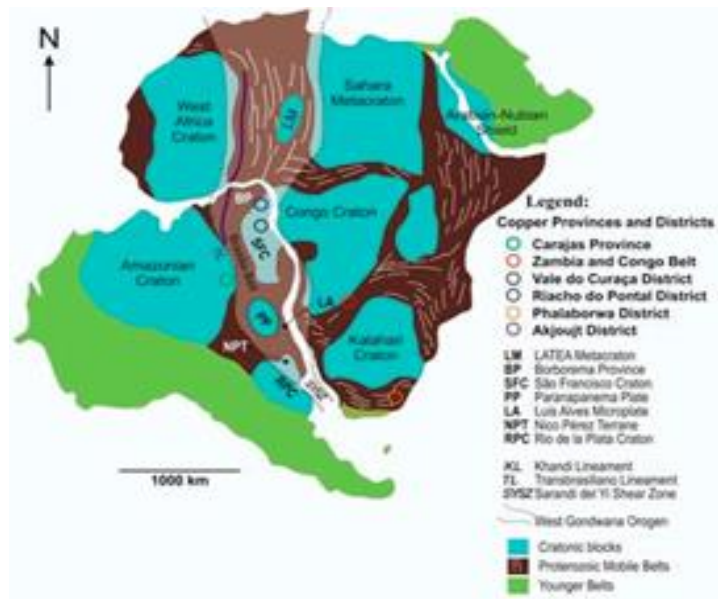 N
West
Africa
Craton
LM
Sahara
Metacraton
Arabian-Nubian
Shield
BP
SFC
Congo Craton
Amazonian
Craton
PP
LA
NPT
Kalahari
Craton
RPC
SYSZ
1000 km
Legend:
Copper Provinces and Districts
Carajas Province
Zambia and Congo Belt
Vale do Curaça District
Riacho do Pontal District
Phalaborwa District
Akjoujt District
LM LATEA Metacraton
BP Borborema Province
SFC São Francisco Craton
PP Paranapanema Plate
LA Luis Alves Microplate
NPT Nico Pérez Terrane
RPC Rio de la Plata Craton
KL Khandi Lineament
TL Transbrasiliano Lineament
SYSZ Sarandi del Yi Shear Zone
West Gondwana Orogen
Cratonic blocks
Proterozoic Mobile Belts
Younger Belts